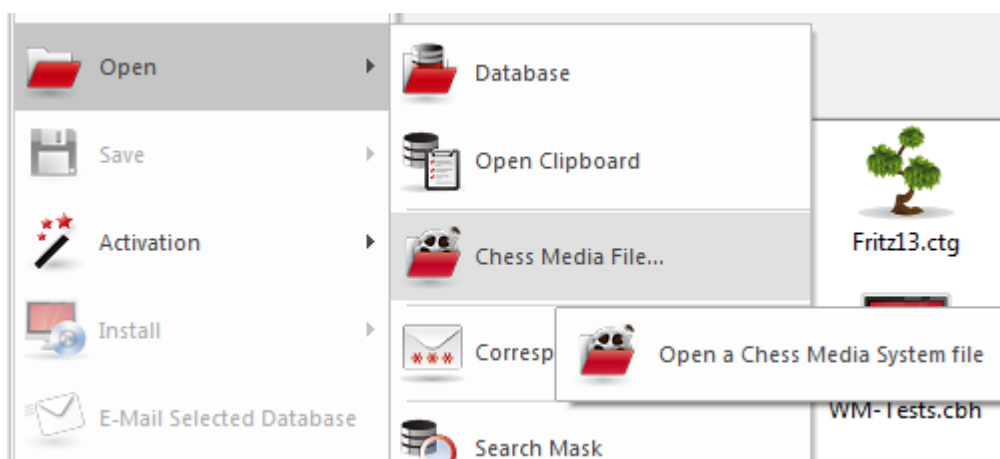 Open
Save
Activation
Install
E-Mail Selected Database
Database
Open Clipboard
Chess Media File...
Corresp
Search Mask
Open a Chess Media System file
Fritz13.ctg
WM-Tests.cbh